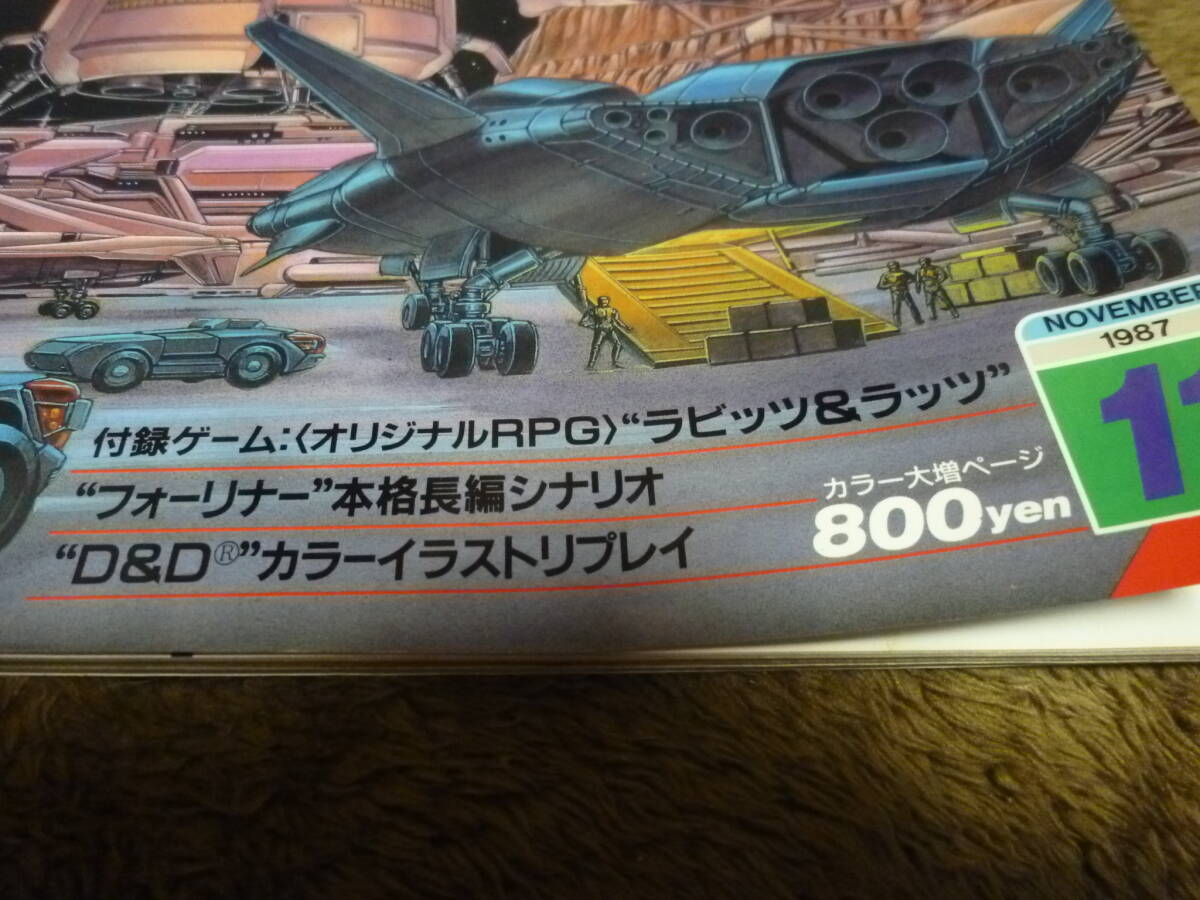 NOVEMBER
1987
11
付録ゲーム:〈オリジナルRPG〉“ラビッツ&ラッツ”
“フォーリナー”本格長編シナリオ
“D&D®”カラーイラストリプレイ
カラー大増ページ
800yen